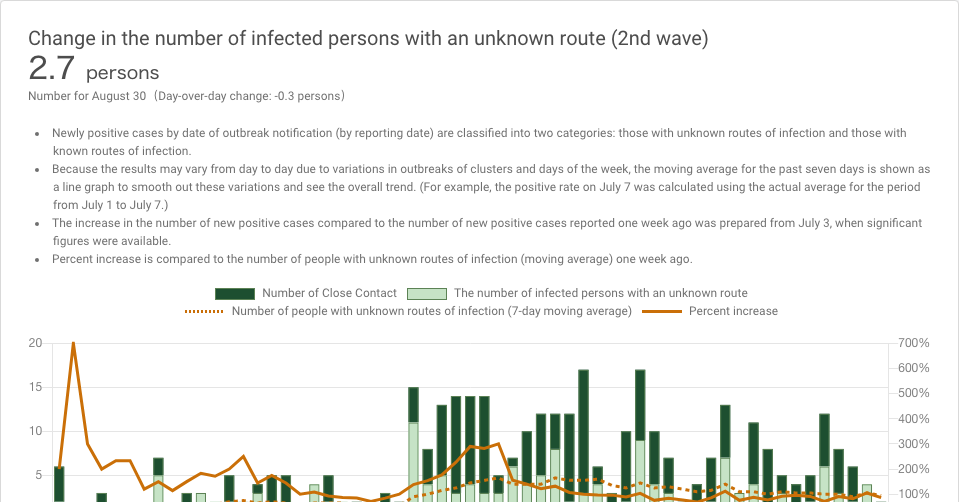 Change in the number of infected persons with an unknown route (2nd wave)
2.7 persons
Number for August 30 (Day-over-day change: -0.3 persons)
• Newly positive cases by date of outbreak notification (by reporting date) are classified into two categories: those with unknown routes of infection and those with
known routes of infection.
• Because the results may vary from day to day due to variations in outbreaks of clusters and days of the week, the moving average for the past seven days is shown as
a line graph to smooth out these variations and see the overall trend. (For example, the positive rate on July 7 was calculated using the actual average for the period
from July 1 to July 7.)
• The increase in the number of new positive cases compared to the number of new positive cases reported one week ago was prepared from July 3, when significant
figures were available.
• Percent increase is compared to the number of people with unknown routes of infection (moving average) one week ago.
Number of Close Contact The number of infected persons with an unknown route
Number of people with unknown routes of infection (7-day moving average) Percent increase
20 700%
600%
15 500%
400%
10 300%
5 200%
100%